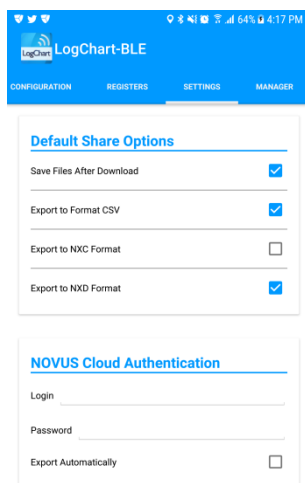 64% 4:17 PM
LogChart LogChart-BLE
CONFIGURATION REGISTERS SETTINGS MANAGER
Default Share Options
Save Files After Download
Export to Format CSV
Export to NXC Format
Export to NXD Format
NOVUS Cloud Authentication
Login
Password
Export Automatically